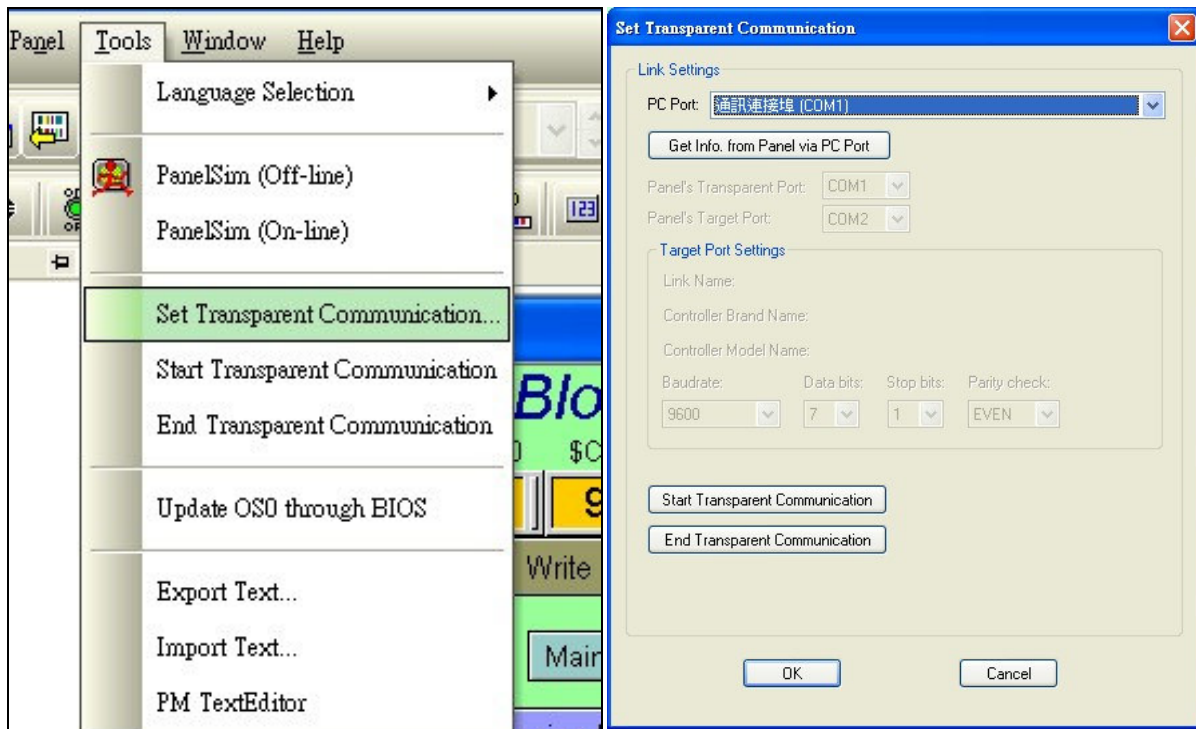 Panel Tools Window Help
Language Selection
PanelSim (Off-line)
PanelSim (On-line)
Set Transparent Communication...
Start Transparent Communication
End Transparent Communication
Update OS0 through BIOS
Export Text...
Import Text...
PM TextEditor
123
Blo
$C
9
Write
Main
Set Transparent Communication
Link Settings
PC Port: 通訊連接埠 (COM1)
Get Info. from Panel via PC Port
Panel's Transparent Port: COM1
Panel's Target Port: COM2
Target Port Settings
Link Name:
Controller Brand Name:
Controller Model Name:
Baudrate: Data bits: Stop bits: Parity check:
9600 7 1 EVEN
Start Transparent Communication
End Transparent Communication
OK Cancel